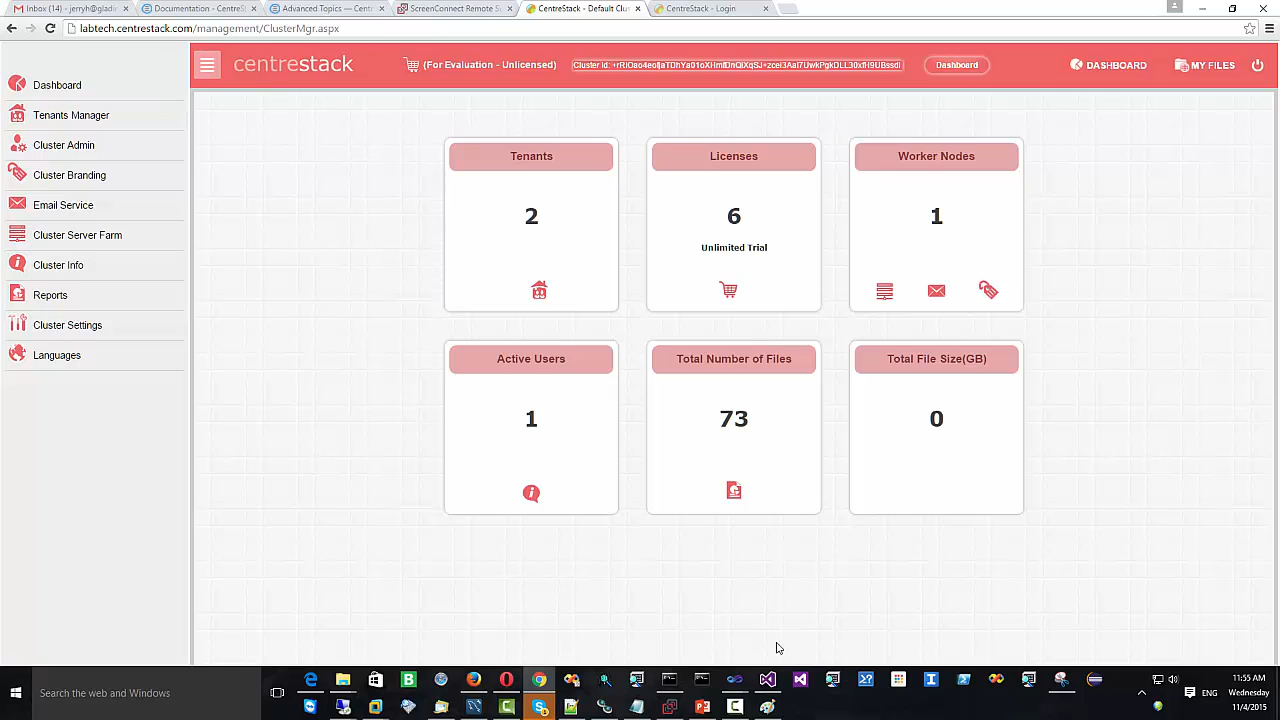 Inbox (14) - jerryh@gladin
Documentation. - CentreSt
Advanced Topics — Centr
ScreenConnect Remote Su
CentreStack - Default Clus
CentreStack - Login
labtech.centrestack.com/management/ClusterMgr.aspx
centrestack
(For Evaluation - Unlicensed)
Dashboard
DASHBOARD
MY FILES
Dashboard
Tenants Manager
Cluster Admin
Cluster Branding
Email Service
Cluster Server Farm
Cluster Info
Reports
Cluster Settings
Languages
Tenants
2
Licenses
6
Unlimited Trial
Worker Nodes
1
Active Users
1
Total Number of Files
73
Total File Size(GB)
0
Search the web and Windows
ENG
11:55 AM
Wednesday
11/4/2015